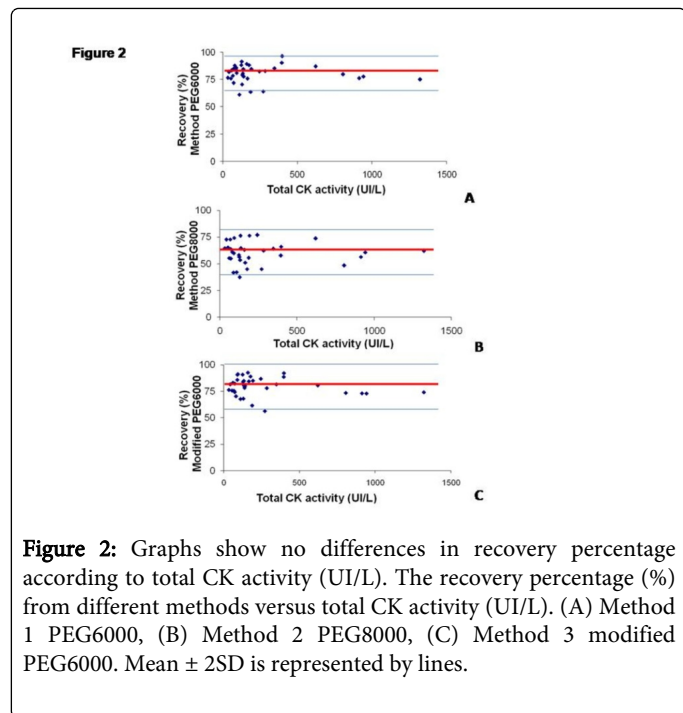 Figure 2
100
75
50
25
0
Recovery (%)
Method PEG6000
0 500 1000 1500
Total CK activity (UI/L)
A
100
75
50
25
0
Recovery (%)
Method PEG8000
0 500 1000 1500
Total CK activity (UI/L)
B
100
75
50
25
0
Recovery (%)
Modified PEG6000
0 500 1000 1500
Total CK activity (UI/L)
C
Figure 2: Graphs show no differences in recovery percentage
according to total CK activity (UI/L). The recovery percentage (%)
from different methods versus total CK activity (UI/L). (A) Method
1 PEG6000, (B) Method 2 PEG8000, (C) Method 3 modified
PEG6000. Mean ± 2SD is represented by lines.